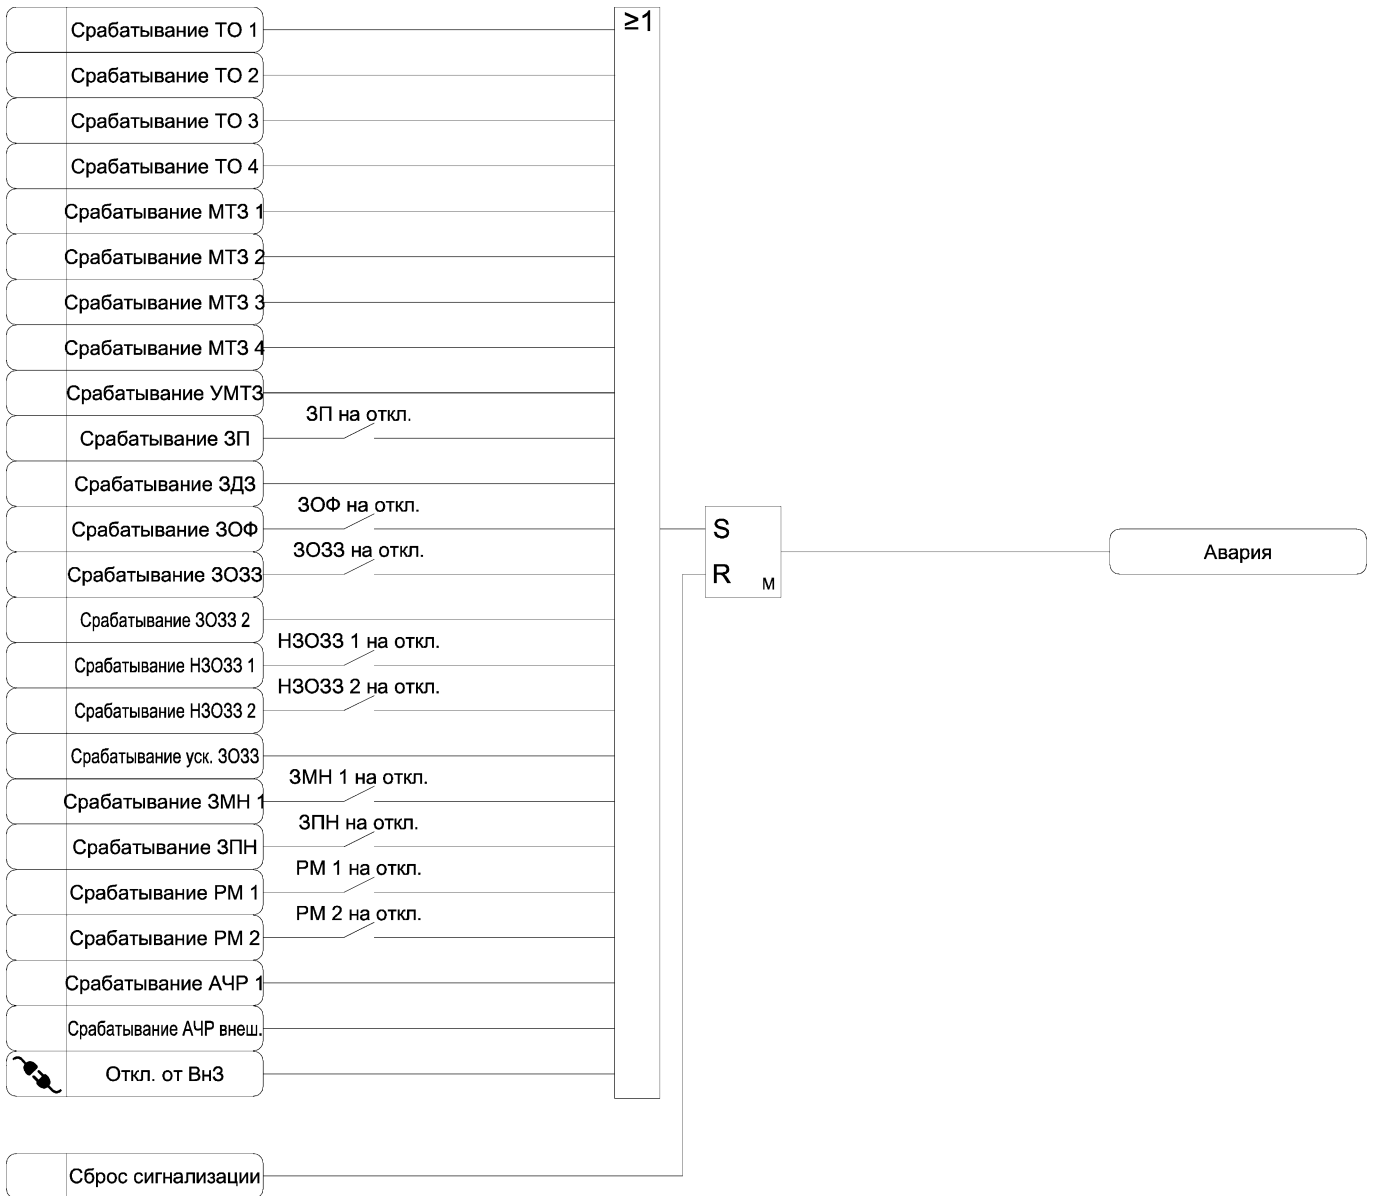 Срабатывание ТО 1
≥1
Срабатывание ТО 2
Срабатывание ТО 3
Срабатывание ТО 4
Срабатывание МТЗ 1
Срабатывание МТЗ 2
Срабатывание МТЗ 3
Срабатывание МТЗ 4
Срабатывание УМТЗ
ЗП на откл.
Срабатывание ЗП
Срабатывание ЗДЗ
ЗОФ на откл.
Срабатывание ЗОФ
S
ЗОЗЗ на откл.
Авария
Срабатывание ЗОЗЗ
R
М
Срабатывание ЗОЗЗ 2
НЗОЗЗ 1 на откл.
Срабатывание НЗОЗЗ 1
НЗОЗЗ 2 на откл.
Срабатывание НЗОЗЗ 2
Срабатывание уск. ЗОЗЗ
ЗМН 1 на откл.
Срабатывание ЗМН 1
ЗПН на откл.
Срабатывание ЗПН
РМ 1 на откл.
Срабатывание РМ 1
РМ 2 на откл.
Срабатывание РМ 2
Срабатывание АЧР 1
Срабатывание АЧР внеш.
Откл. от ВнЗ
Сброс сигнализации